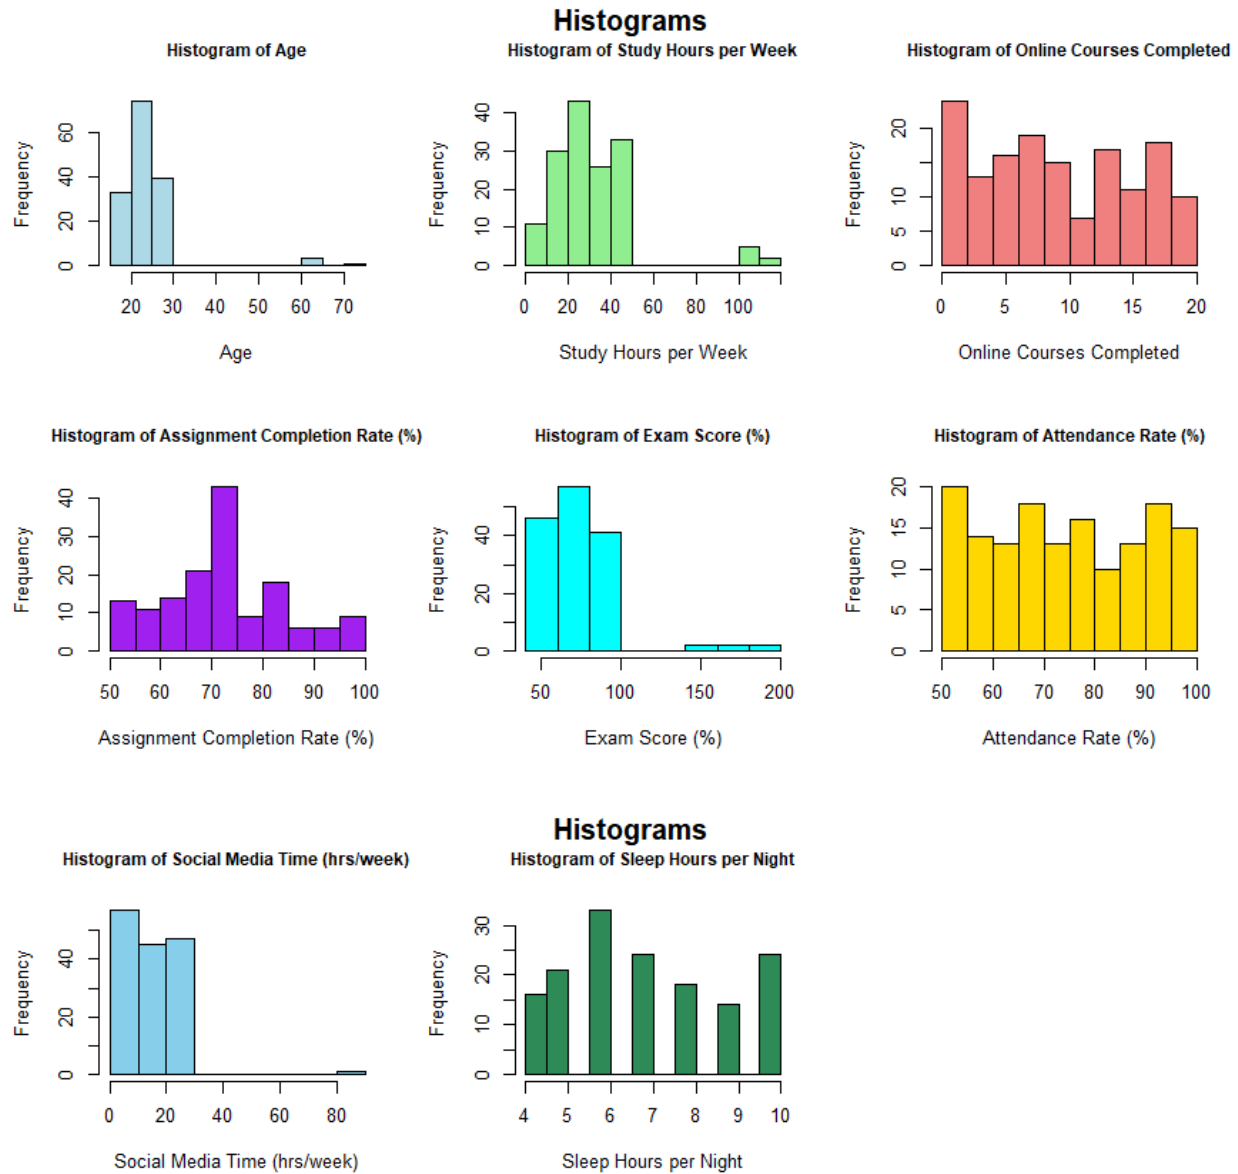 Histograms
Histogram of Age
Histogram of Study Hours per Week
Histogram of Online Courses Completed
Frequency
0 20 40 60
20 30 40 50 60 70
Age
Frequency
0 10 20 30 40
0 20 40 60 80 100
Study Hours per Week
Frequency
0 5 10 20
0 5 10 15 20
Online Courses Completed
Histogram of Assignment Completion Rate (%)
Histogram of Exam Score (%)
Histogram of Attendance Rate (%)
Frequency
0 10 20 30 40
50 60 70 80 90 100
Assignment Completion Rate (%)
Frequency
0 20 40
50 100 150 200
Exam Score (%)
Frequency
0 5 10 15 20
50 60 70 80 90 100
Attendance Rate (%)
Histograms
Histogram of Social Media Time (hrs/week)
Histogram of Sleep Hours per Night
Frequency
0 20 40
0 20 40 60 80
Social Media Time (hrs/week)
Frequency
0 10 20 30
4 5 6 7 8 9 10
Sleep Hours per Night